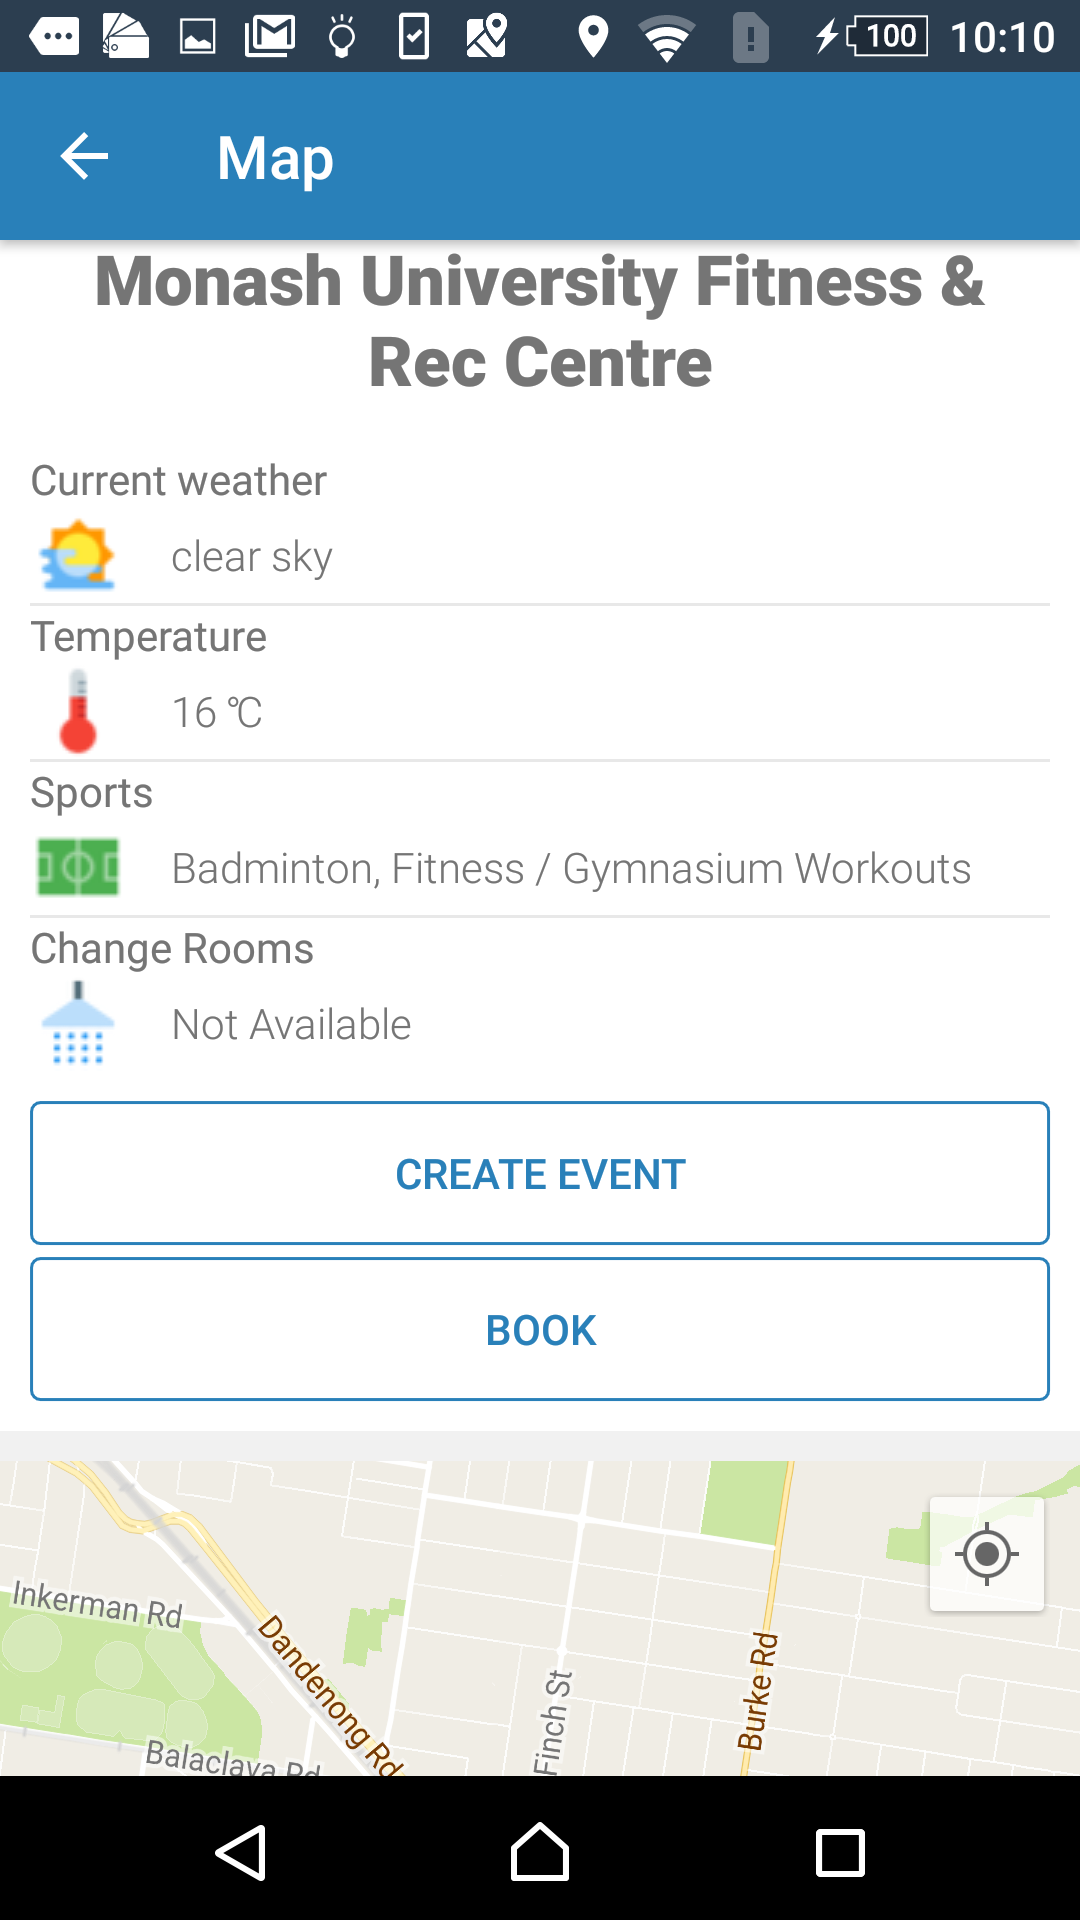 100 10:10
Map
Monash University Fitness &
Rec Centre
Current weather
clear sky
Temperature
16 ℃
Sports
Badminton, Fitness / Gymnasium Workouts
Change Rooms
Not Available
CREATE EVENT
BOOK
Inkerman Rd
Dandenong Rd
Burke Rd
Finch St
Balaclava Rd